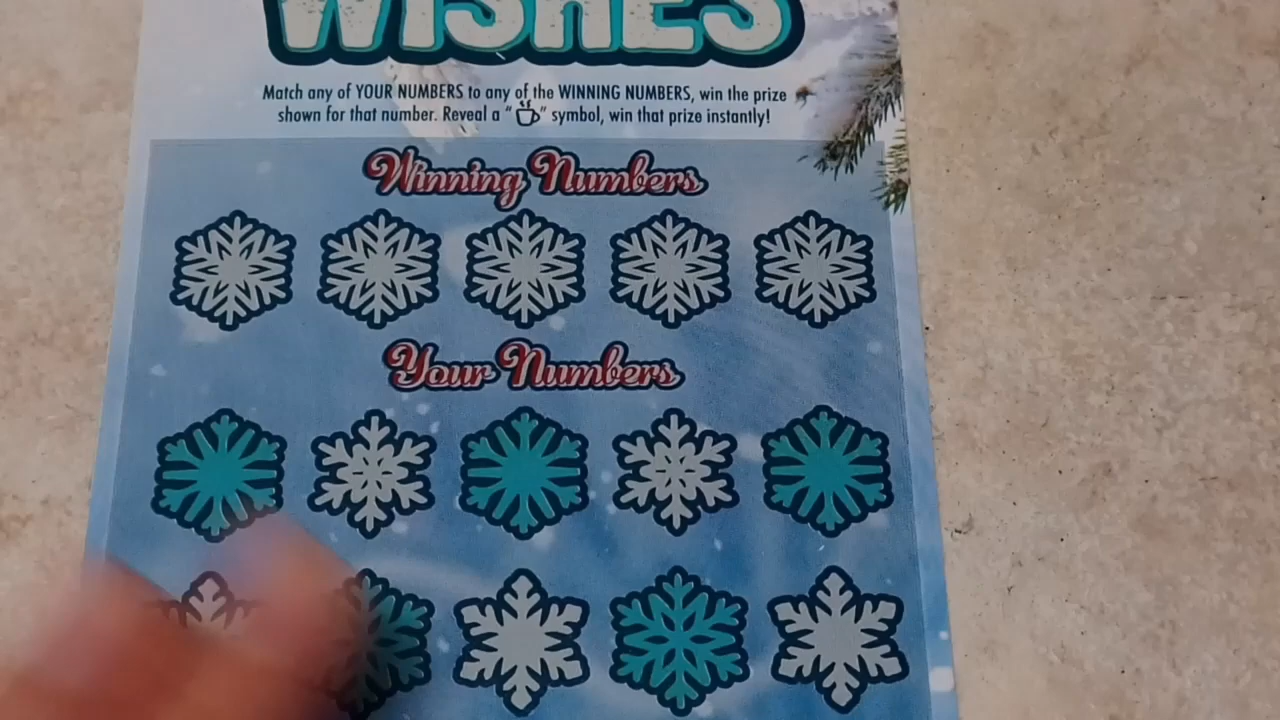 WISHES
Match any of YOUR NUMBERS to any of the WINNING NUMBERS, win the prize
shown for that number. Reveal a " " symbol, win that prize instantly!
Winning Numbers
Your Numbers